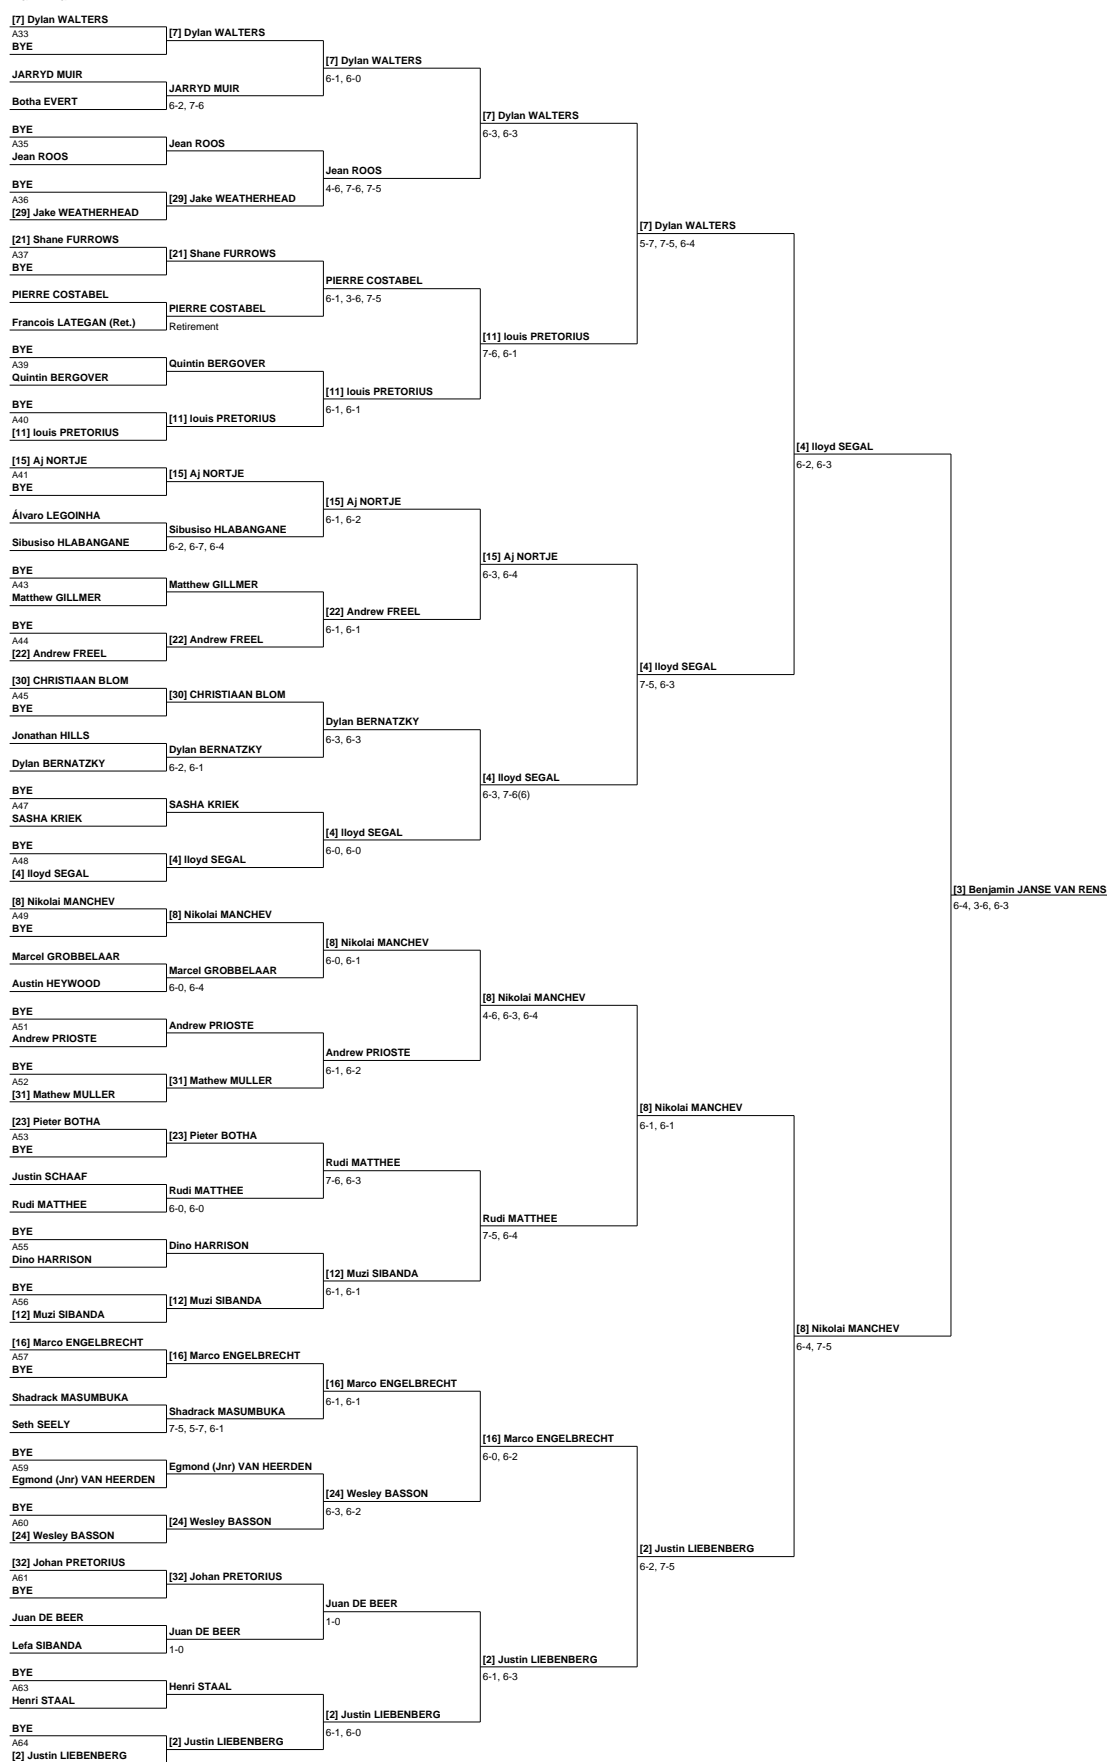 [7] Dylan WALTERS
A33
BYE
JARRYD MUIR
Botha EVERT
BYE
A35
Jean ROOS
BYE
A36
[29] Jake WEATHERHEAD
[21] Shane FURROWS
A37
BYE
PIERRE COSTABEL
Francois LATEGAN (Ret.)
BYE
A39
Quintin BERGOVER
BYE
A40
[11] louis PRETORIUS
[15] Aj NORTJE
A41
BYE
Álvaro LEGOINHA
Sibusiso HLABANGANE
BYE
A43
Matthew GILLMER
BYE
A44
[22] Andrew FREEL
[30] CHRISTIAAN BLOM
A45
BYE
Jonathan HILLS
Dylan BERNATZKY
BYE
A47
SASHA KRIEK
BYE
A48
[4] lloyd SEGAL
[8] Nikolai MANCHEV
A49
BYE
Marcel GROBBELAAR
Austin HEYWOOD
BYE
A51
Andrew PRIOSTE
BYE
A52
[31] Mathew MULLER
[23] Pieter BOTHA
A53
BYE
Justin SCHAAF
Rudi MATTHEE
BYE
A55
Dino HARRISON
BYE
A56
[12] Muzi SIBANDA
[16] Marco ENGELBRECHT
A57
BYE
Shadrack MASUMBUKA
Seth SEELY
BYE
A59
Egmond (Jnr) VAN HEERDEN
BYE
A60
[24] Wesley BASSON
[32] Johan PRETORIUS
A61
BYE
Juan DE BEER
Lefa SIBANDA
BYE
A63
Henri STAAL
BYE
A64
[2] Justin LIEBENBERG
[7] Dylan WALTERS
JARRYD MUIR
6-2, 7-6
Jean ROOS
[29] Jake WEATHERHEAD
[21] Shane FURROWS
PIERRE COSTABEL
Retirement
Quintin BERGOVER
[11] louis PRETORIUS
[15] Aj NORTJE
Sibusiso HLABANGANE
6-2, 6-7, 6-4
Matthew GILLMER
[22] Andrew FREEL
[30] CHRISTIAAN BLOM
Dylan BERNATZKY
6-2, 6-1
SASHA KRIEK
[4] lloyd SEGAL
[8] Nikolai MANCHEV
Marcel GROBBELAAR
6-0, 6-4
Andrew PRIOSTE
[31] Mathew MULLER
[23] Pieter BOTHA
Rudi MATTHEE
6-0, 6-0
Dino HARRISON
[12] Muzi SIBANDA
[16] Marco ENGELBRECHT
Shadrack MASUMBUKA
7-5, 5-7, 6-1
Egmond (Jnr) VAN HEERDEN
[24] Wesley BASSON
[32] Johan PRETORIUS
Juan DE BEER
1-0
Henri STAAL
[2] Justin LIEBENBERG
[7] Dylan WALTERS
6-1, 6-0
Jean ROOS
4-6, 7-6, 7-5
PIERRE COSTABEL
6-1, 3-6, 7-5
[11] louis PRETORIUS
6-1, 6-1
[15] Aj NORTJE
6-1, 6-2
[22] Andrew FREEL
6-1, 6-1
Dylan BERNATZKY
6-3, 6-3
[4] lloyd SEGAL
6-0, 6-0
[8] Nikolai MANCHEV
6-0, 6-1
Andrew PRIOSTE
6-1, 6-2
Rudi MATTHEE
7-6, 6-3
[12] Muzi SIBANDA
6-1, 6-1
[16] Marco ENGELBRECHT
6-1, 6-1
[24] Wesley BASSON
6-3, 6-2
Juan DE BEER
1-0
[2] Justin LIEBENBERG
6-1, 6-0
[7] Dylan WALTERS
6-3, 6-3
[11] louis PRETORIUS
7-6, 6-1
[15] Aj NORTJE
6-3, 6-4
[4] lloyd SEGAL
6-3, 7-6(6)
[8] Nikolai MANCHEV
4-6, 6-3, 6-4
Rudi MATTHEE
7-5, 6-4
[16] Marco ENGELBRECHT
6-0, 6-2
[2] Justin LIEBENBERG
6-1, 6-3
[7] Dylan WALTERS
5-7, 7-5, 6-4
[4] lloyd SEGAL
7-5, 6-3
[8] Nikolai MANCHEV
6-1, 6-1
[2] Justin LIEBENBERG
6-2, 7-5
[4] lloyd SEGAL
6-2, 6-3
[8] Nikolai MANCHEV
6-4, 7-5
[3] Benjamin JANSE VAN RENS
6-4, 3-6, 6-3